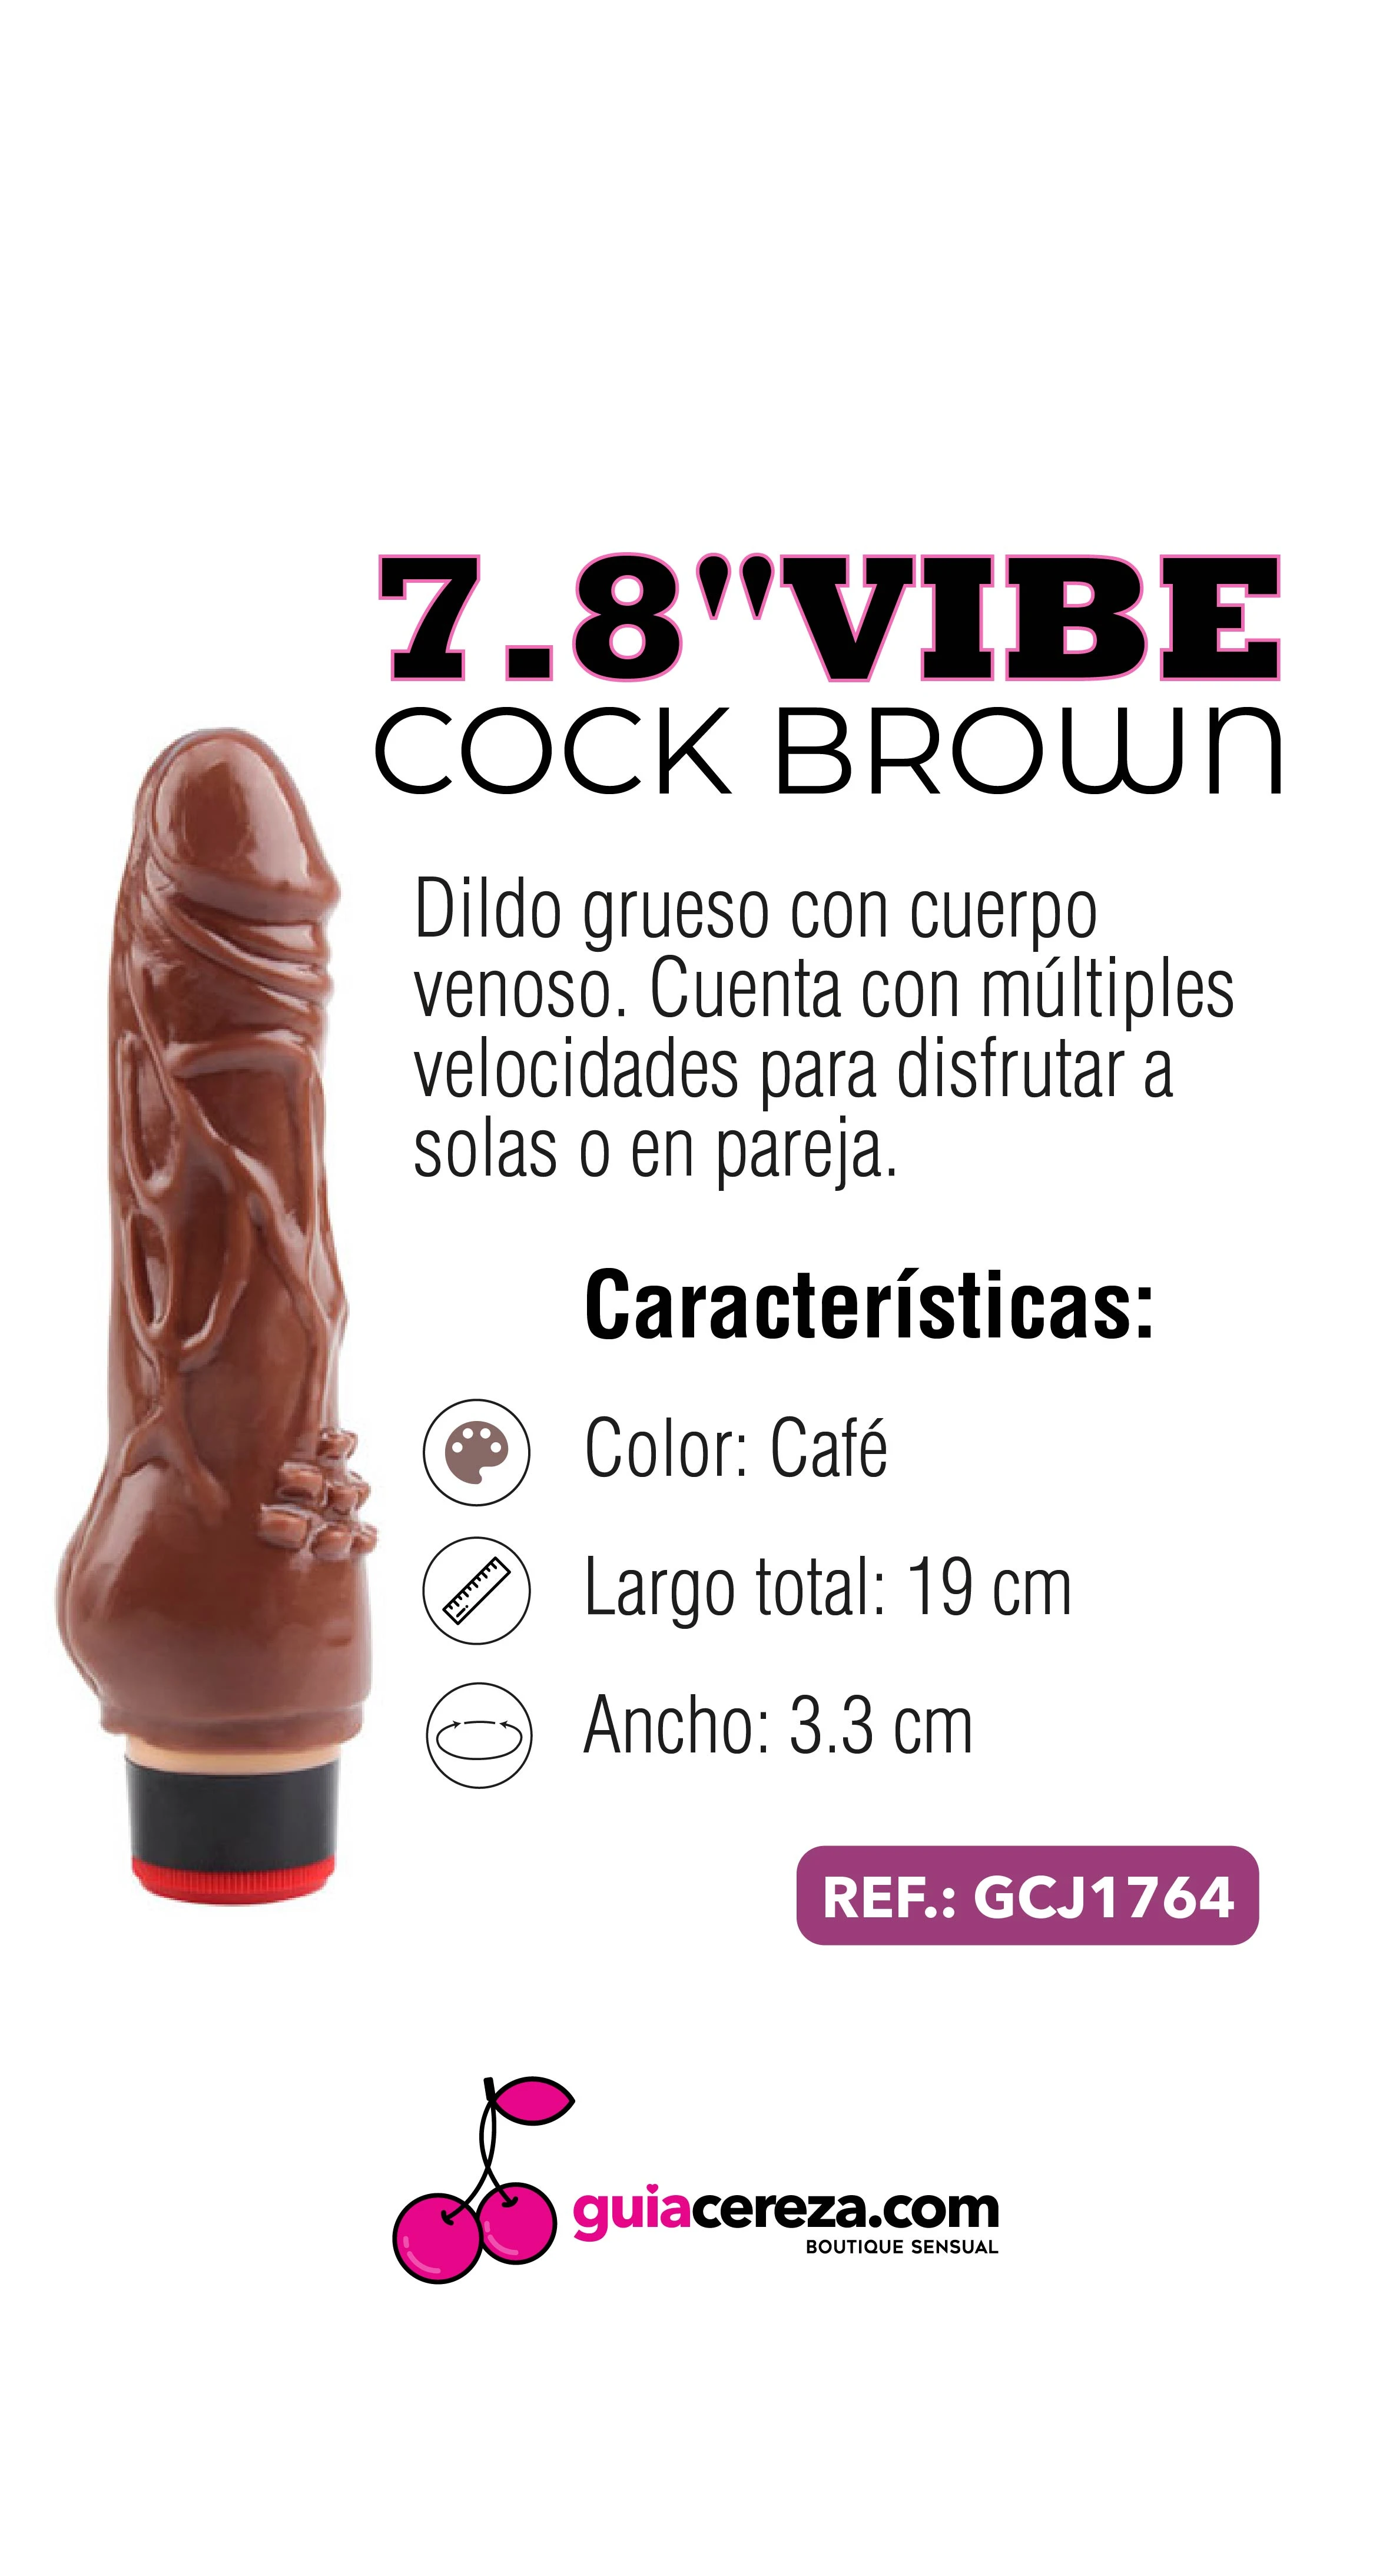 7.8"VIBE
COCK BROWN
Dildo grueso con cuerpo
venoso. Cuenta con múltiples
velocidades para disfrutar a
solas o en pareja.
Características:
Color: Café
Largo total: 19 cm
Ancho: 3.3 cm
REF.: GCJ1764
guiacereza.com
BOUTIQUE SENSUAL